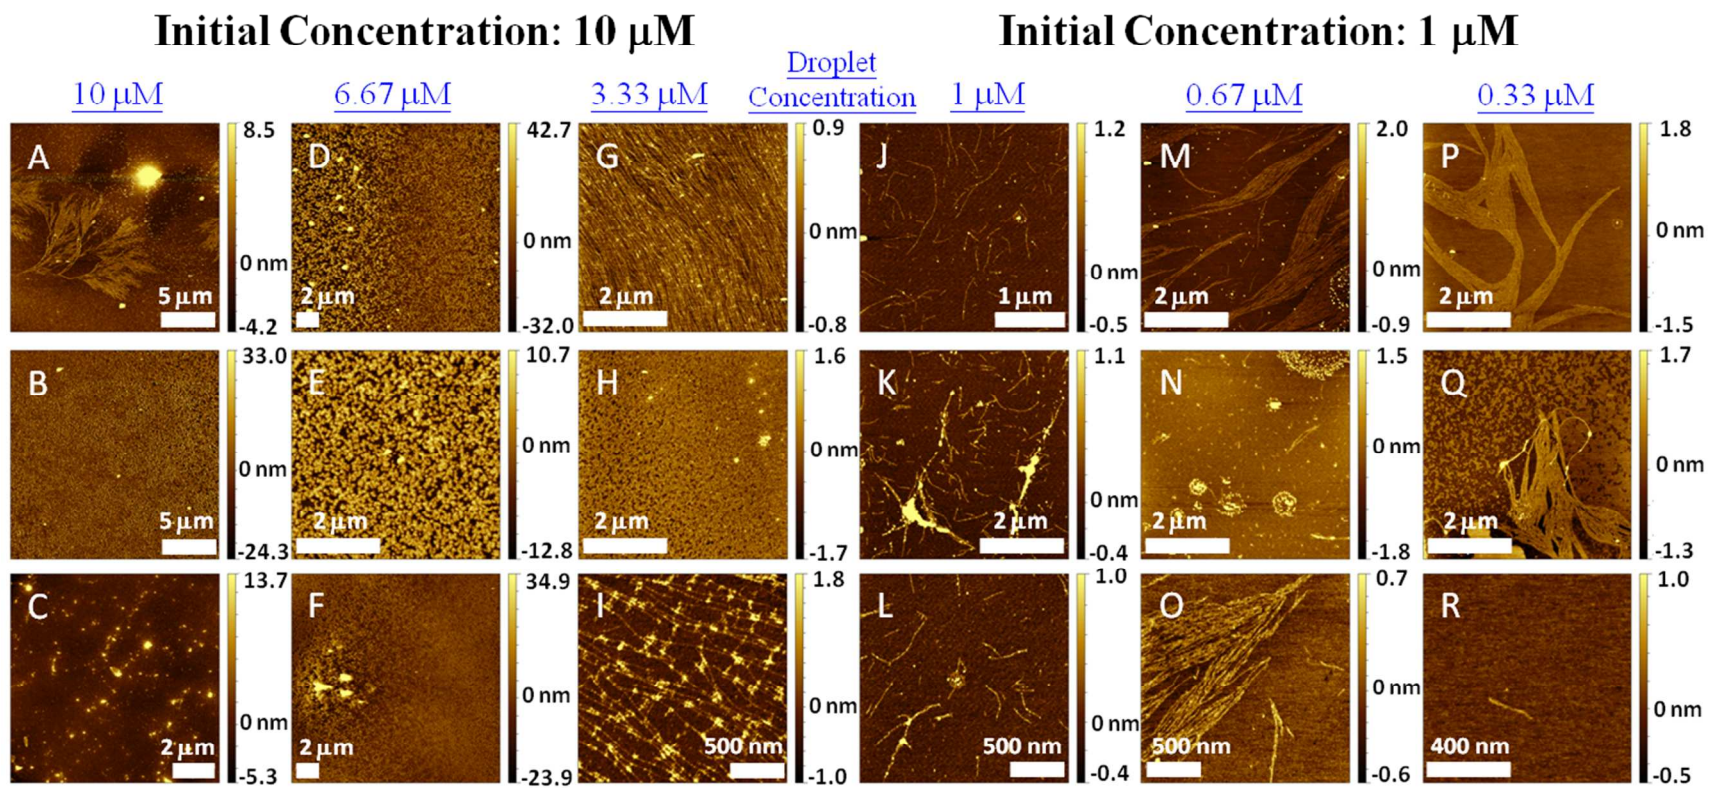 Initial Concentration: 10 μM
Initial Concentration: 1 μM
Droplet
Concentration
10 μM
6.67 μM
3.33 μM
1 μM
0.67 μM
0.33 μM
A
8.5
0 nm
-4.2
5 μm
D
42.7
0 nm
-32.0
2 μm
G
0.9
0 nm
-0.8
2 μm
J
1.2
0 nm
-0.5
1 μm
M
2.0
0 nm
-0.9
2 μm
P
1.8
0 nm
-1.5
2 μm
B
33.0
0 nm
-24.3
5 μm
E
10.7
0 nm
-12.8
2 μm
H
1.6
0 nm
-1.7
2 μm
K
1.1
0 nm
-0.4
2 μm
N
1.5
0 nm
-1.8
2 μm
Q
1.7
0 nm
-1.3
2 μm
C
13.7
0 nm
-5.3
2 μm
F
34.9
0 nm
-23.9
2 μm
I
1.8
0 nm
-1.0
500 nm
L
1.0
0 nm
-0.4
500 nm
O
0.7
0 nm
-0.6
500 nm
R
1.0
0 nm
-0.5
400 nm